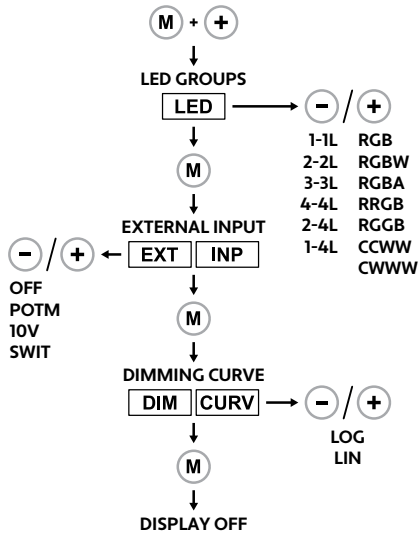 M + +
LED GROUPS
LED
− / +
1-1L RGB
2-2L RGBW
3-3L RGBA
4-4L RRGB
2-4L RGGB
1-4L CCWW
CWWW
M
EXTERNAL INPUT
EXT INP
− / +
OFF
POTM
10V
SWIT
M
DIMMING CURVE
DIM CURV
− / +
LOG
LIN
M
DISPLAY OFF